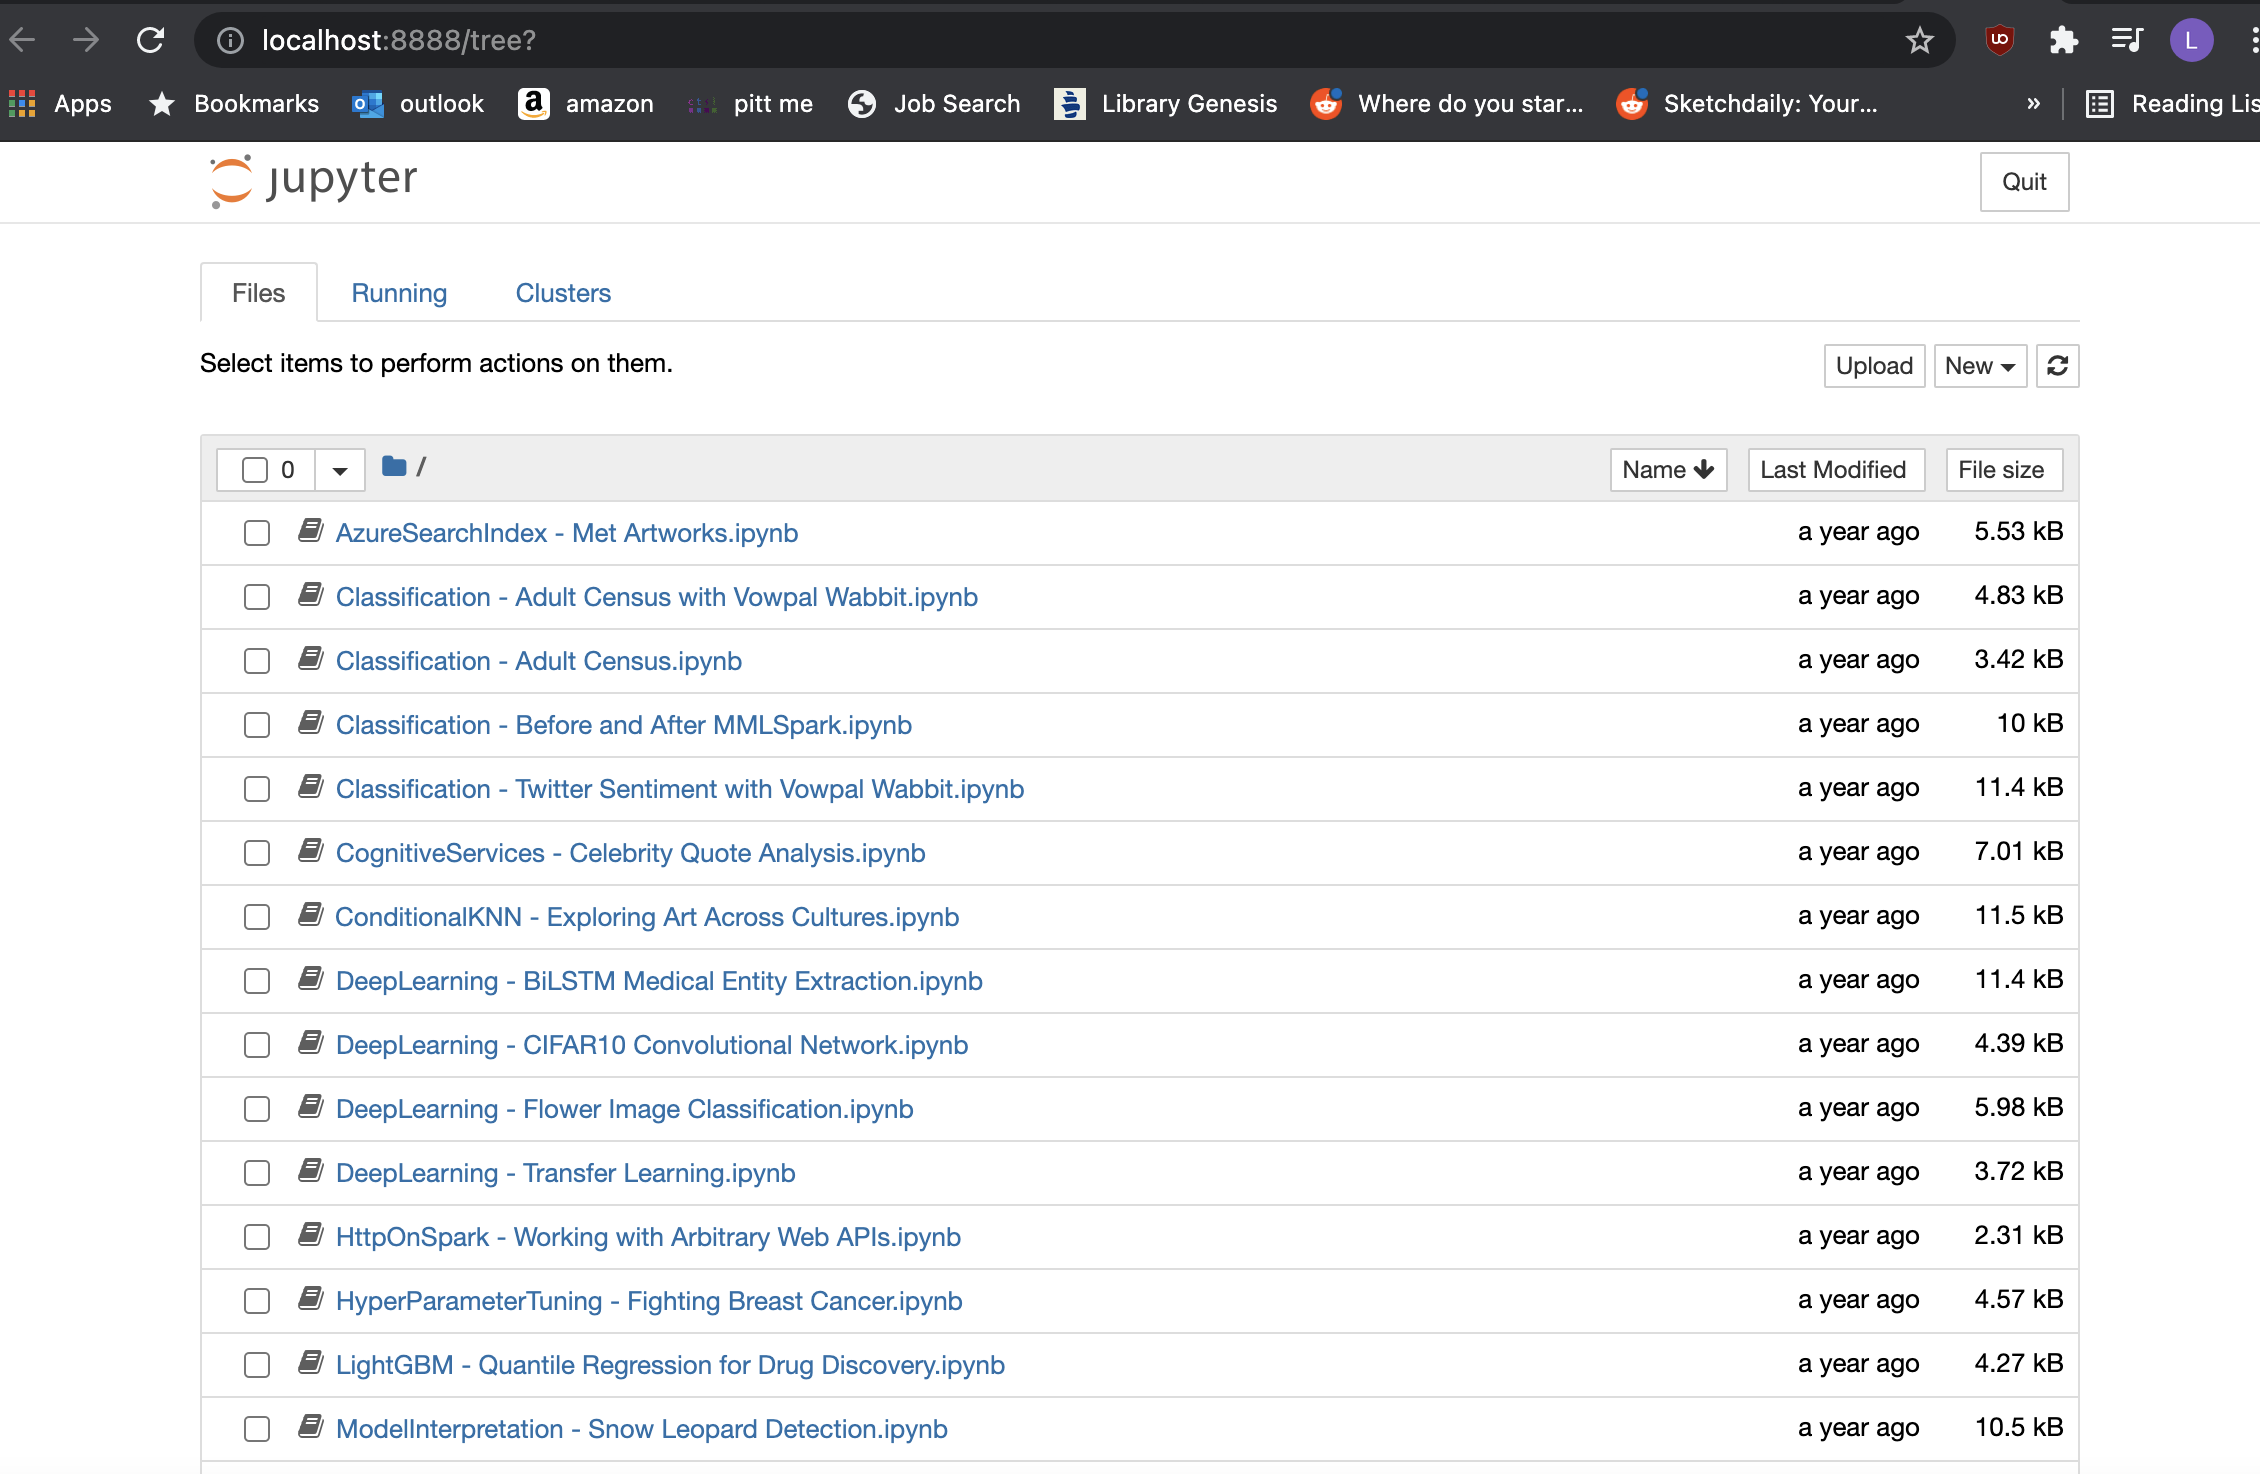 localhost:8888/tree?
L
Apps Bookmarks outlook amazon pitt me Job Search Library Genesis Where do you star... Sketchdaily: Your... » Reading Lis
jupyter Quit
Files Running Clusters
Select items to perform actions on them. Upload New
0 / Name Last Modified File size
AzureSearchIndex - Met Artworks.ipynb a year ago 5.53 kB
Classification - Adult Census with Vowpal Wabbit.ipynb a year ago 4.83 kB
Classification - Adult Census.ipynb a year ago 3.42 kB
Classification - Before and After MMLSpark.ipynb a year ago 10 kB
Classification - Twitter Sentiment with Vowpal Wabbit.ipynb a year ago 11.4 kB
CognitiveServices - Celebrity Quote Analysis.ipynb a year ago 7.01 kB
ConditionalKNN - Exploring Art Across Cultures.ipynb a year ago 11.5 kB
DeepLearning - BiLSTM Medical Entity Extraction.ipynb a year ago 11.4 kB
DeepLearning - CIFAR10 Convolutional Network.ipynb a year ago 4.39 kB
DeepLearning - Flower Image Classification.ipynb a year ago 5.98 kB
DeepLearning - Transfer Learning.ipynb a year ago 3.72 kB
HttpOnSpark - Working with Arbitrary Web APIs.ipynb a year ago 2.31 kB
HyperParameterTuning - Fighting Breast Cancer.ipynb a year ago 4.57 kB
LightGBM - Quantile Regression for Drug Discovery.ipynb a year ago 4.27 kB
ModelInterpretation - Snow Leopard Detection.ipynb a year ago 10.5 kB